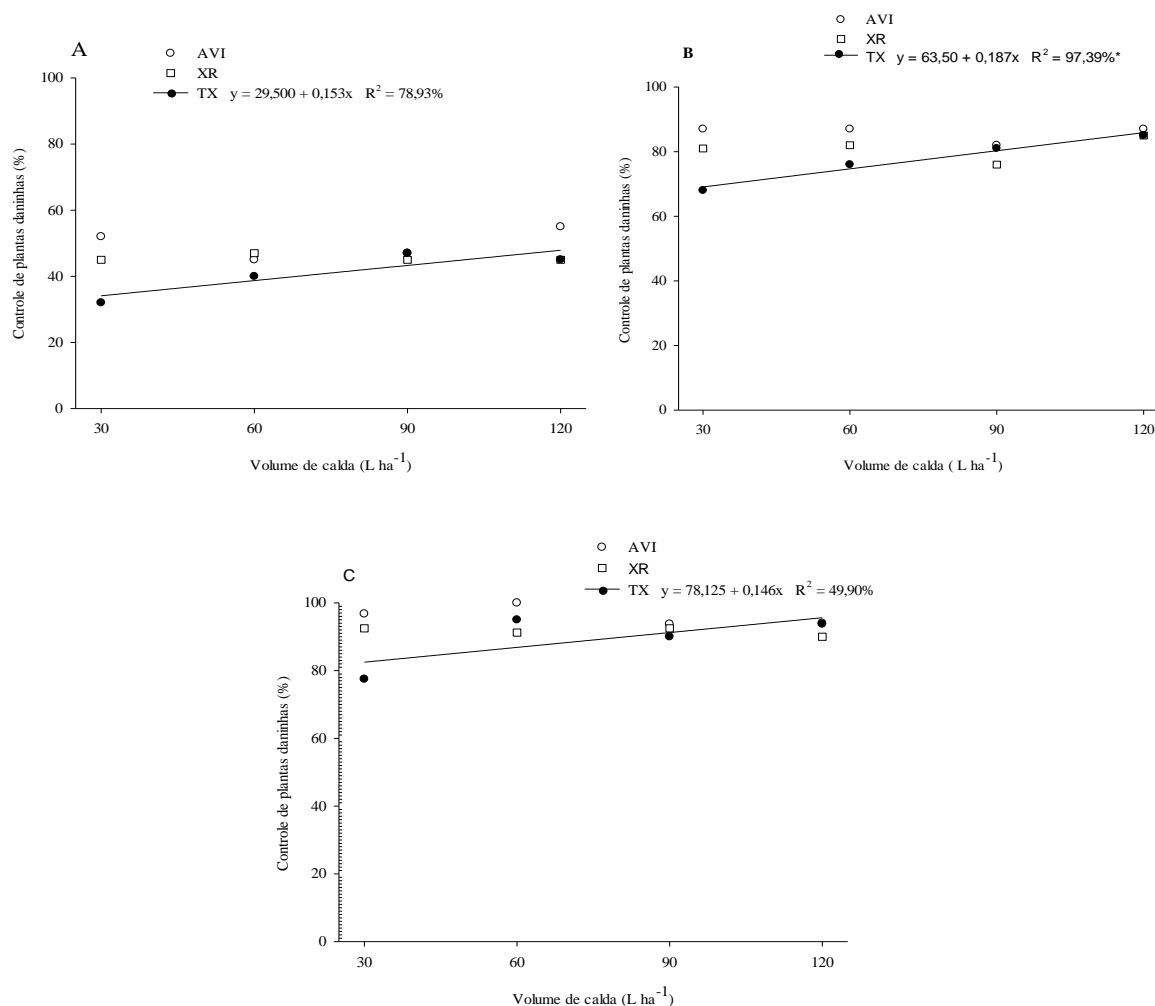 A
AVI
XR
TX y = 29,500 + 0,153x R² = 78,93%
Controle de plantas daninhas (%)
100
80
60
40
20
0
30 60 90 120
Volume de calda (L ha⁻¹)
B
AVI
XR
TX y = 63,50 + 0,187x R² = 97,39%*
Controle de plantas daninhas (%)
100
80
60
40
20
0
30 60 90 120
Volume de calda ( L ha⁻¹)
C
AVI
XR
TX y = 78,125 + 0,146x R² = 49,90%
Controle de plantas daninhas (%)
100
80
60
40
20
0
30 60 90 120
Volume de calda (L ha⁻¹)